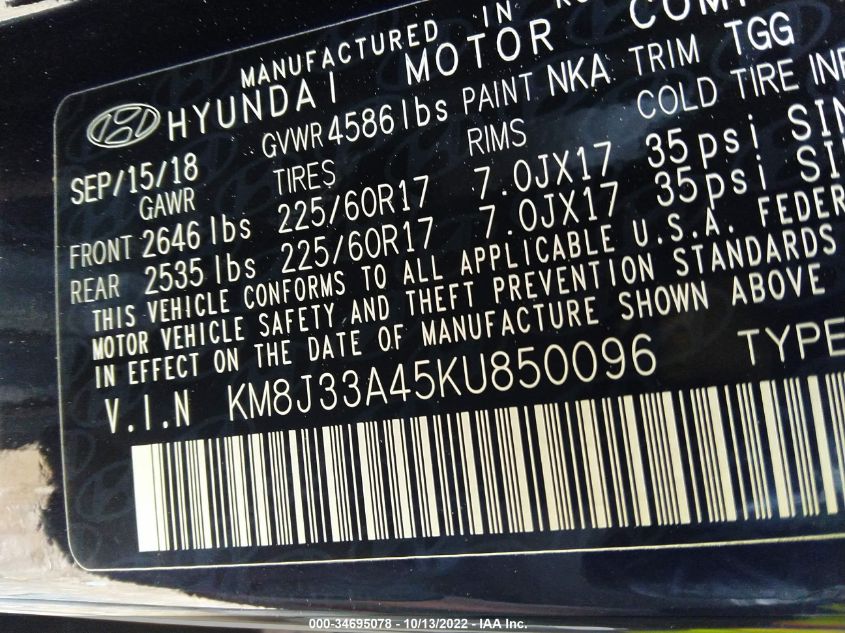 MANUFACTURED IN
HYUNDAI MOTOR
SEP/15/18 GVWR 4586lbs PAINT NKA TRIM TGG
GAWR TIRES RIMS COLD TIRE
FRONT 2646 lbs 225/60R17 7.0JX17 35psi
REAR 2535 lbs 225/60R17 7.0JX17 35psi
THIS VEHICLE CONFORMS TO ALL APPLICABLE U.S.A.
MOTOR VEHICLE SAFETY AND THEFT PREVENTION STANDARDS
IN EFFECT ON THE DATE OF MANUFACTURE SHOWN ABOVE
V.I.N KM8J33A45KU850096 TYPE
000-34695078 - 10/13/2022 - IAA Inc.